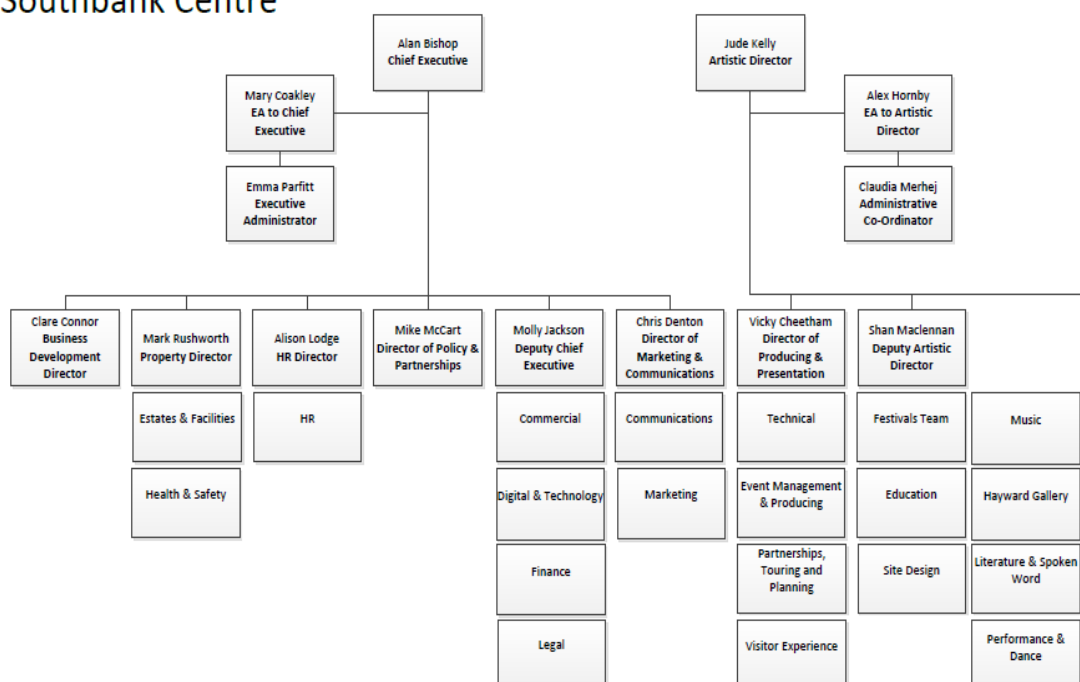 Southbank Centre
Alan Bishop
Chief Executive
Jude Kelly
Artistic Director
Mary Coakley
EA to Chief
Executive
Alex Hornby
EA to Artistic
Director
Emma Parfitt
Executive
Administrator
Claudia Merhej
Administrative
Co-Ordinator
Clare Connor
Business
Development
Director
Mark Rushworth
Property Director
Alison Lodge
HR Director
Mike McCart
Director of Policy &
Partnerships
Molly Jackson
Deputy Chief
Executive
Chris Denton
Director of
Marketing &
Communications
Vicky Cheetham
Director of
Producing &
Presentation
Shan Maclennan
Deputy Artistic
Director
Estates & Facilities
HR
Commercial
Communications
Technical
Festivals Team
Music
Health & Safety
Digital & Technology
Marketing
Event Management
& Producing
Education
Hayward Gallery
Finance
Partnerships,
Touring and
Planning
Site Design
Literature & Spoken
Word
Legal
Visitor Experience
Performance &
Dance